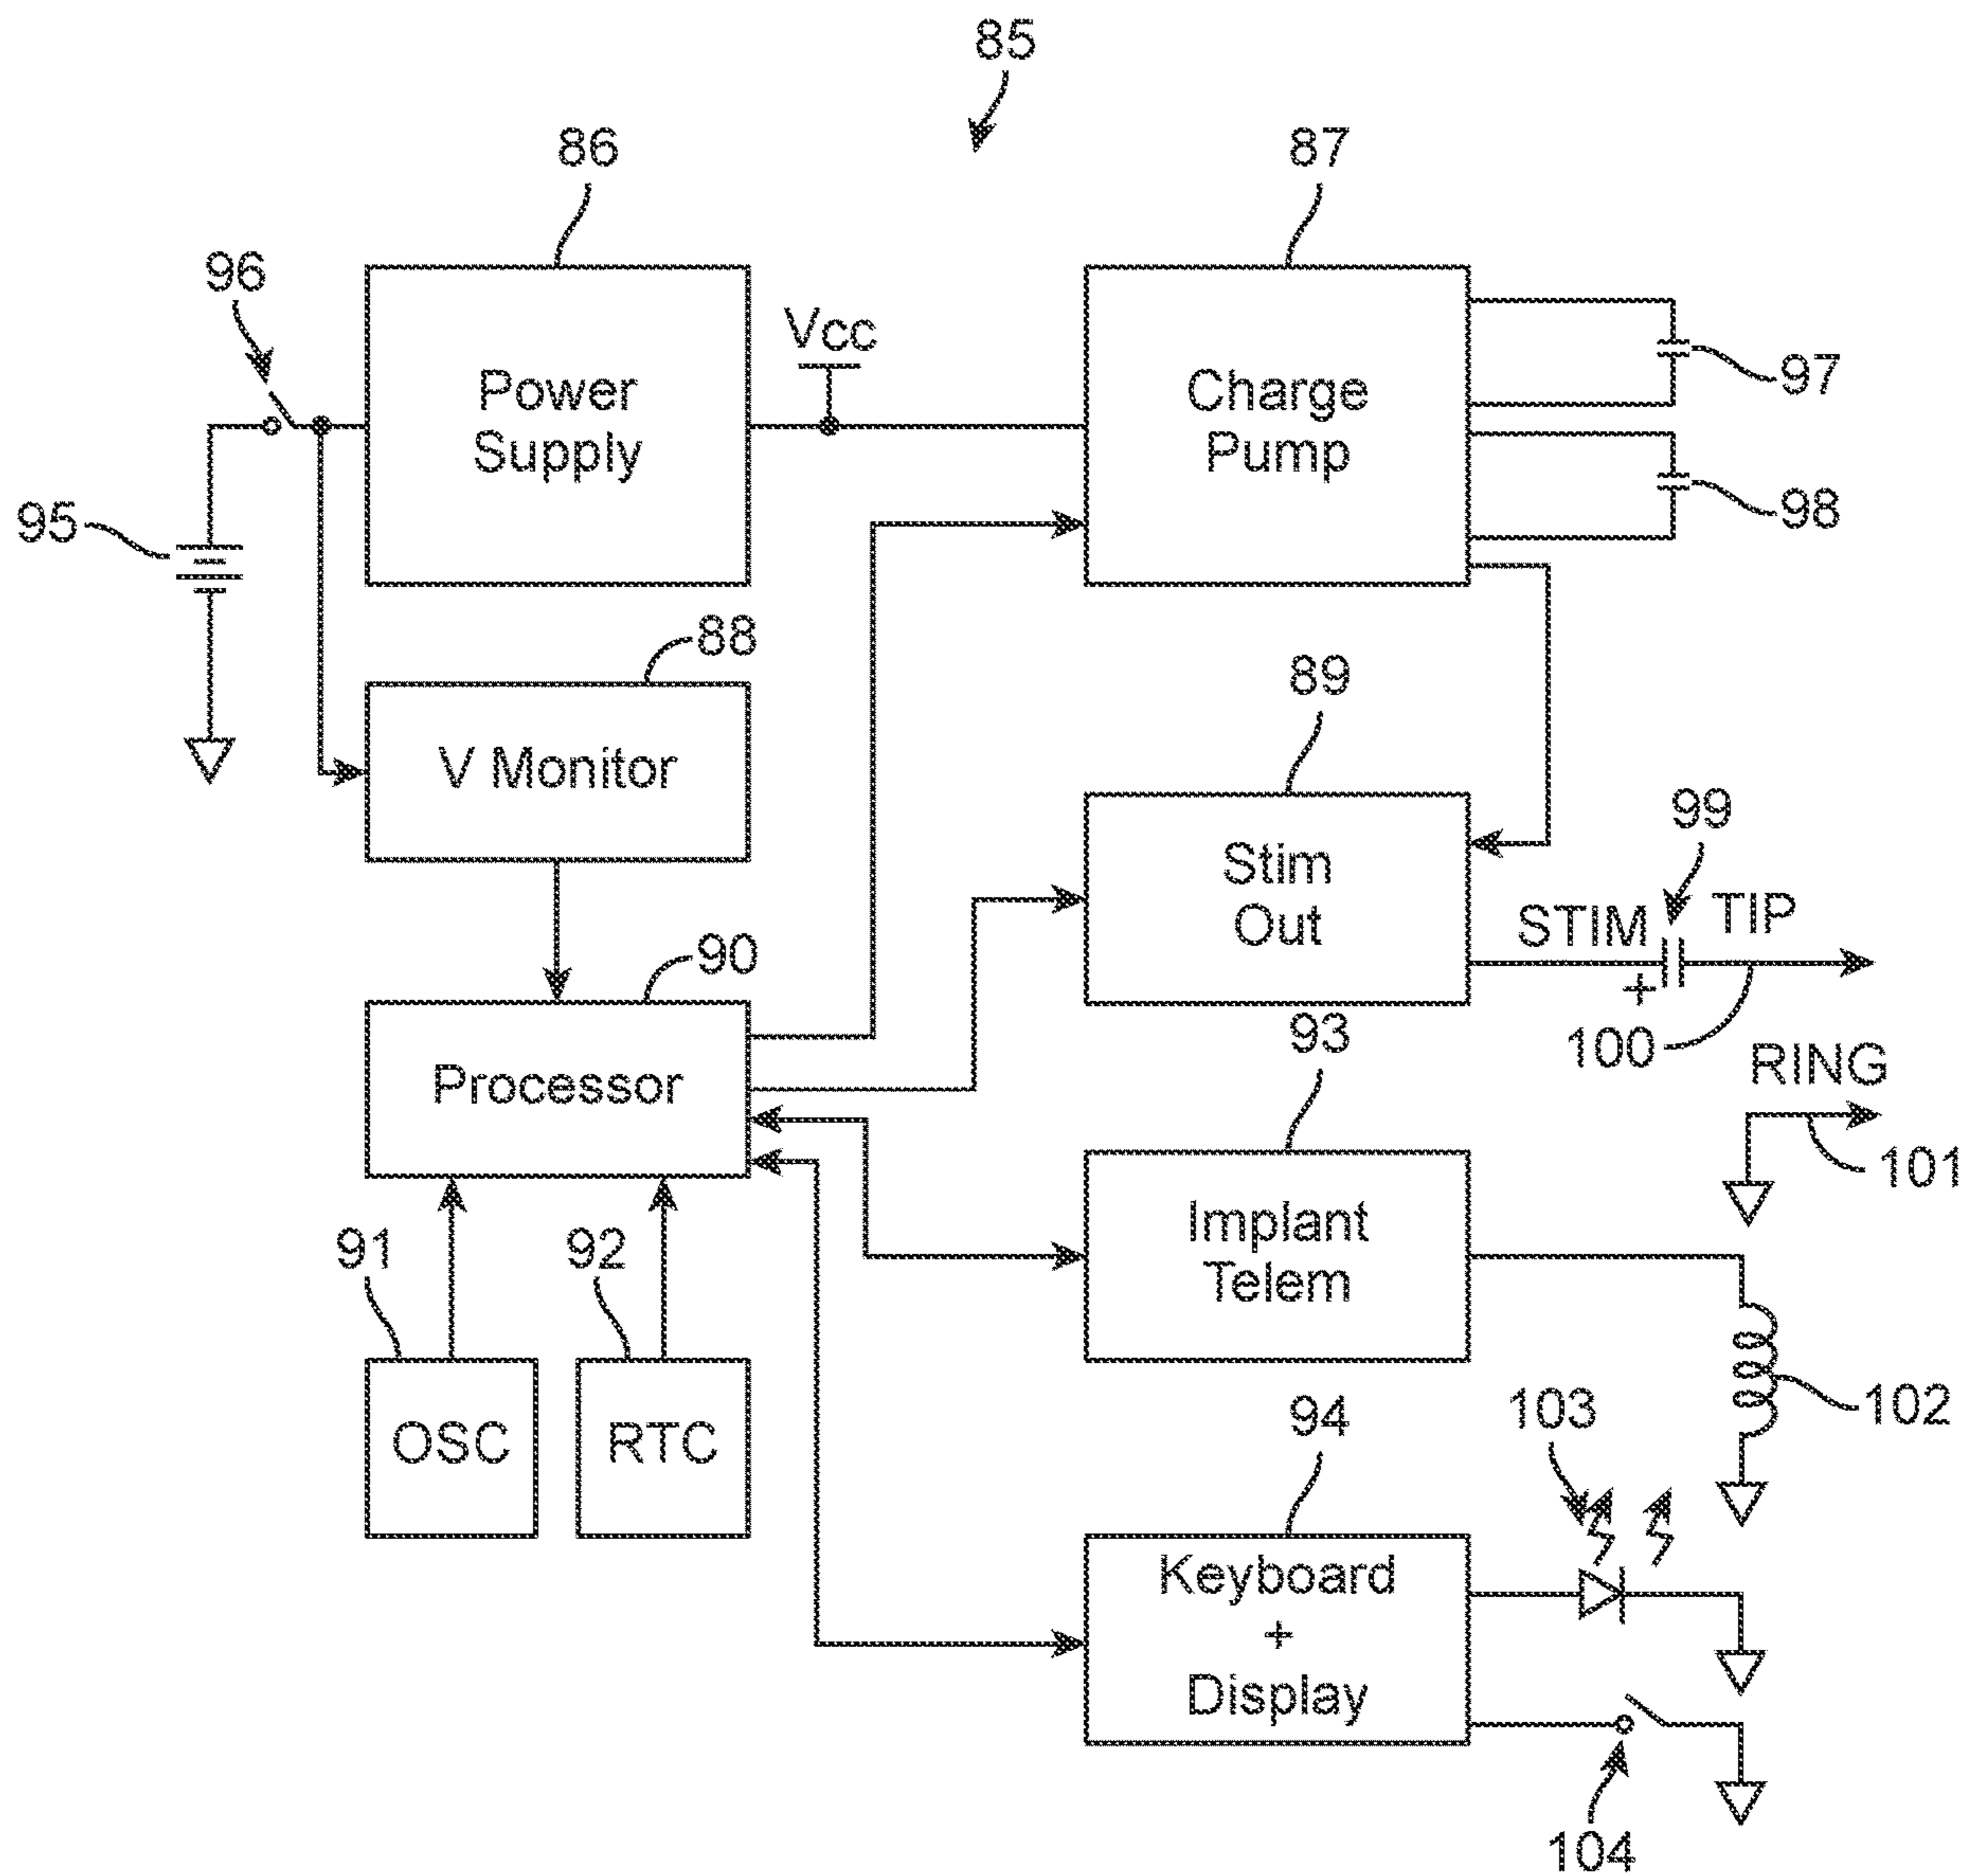 85
86
87
96
Vcc
Power
Supply
Charge
Pump
97
98
95
88
V Monitor
89
Stim
Out
99
STIM
TIP
+
100
90
Processor
93
RING
101
Implant
Telem
91
92
OSC
RTC
102
94
103
Keyboard
+
Display
104